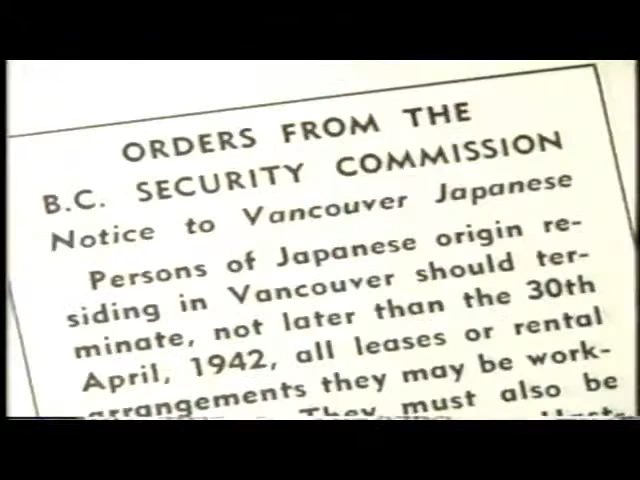 ORDERS FROM THE
B.C. SECURITY COMMISSION
Notice to Vancouver Japanese
Persons of Japanese origin re-
siding in Vancouver should ter-
minate, not later than the 30th
April, 1942, all leases or rental
arrangements they may be work-
They must also be